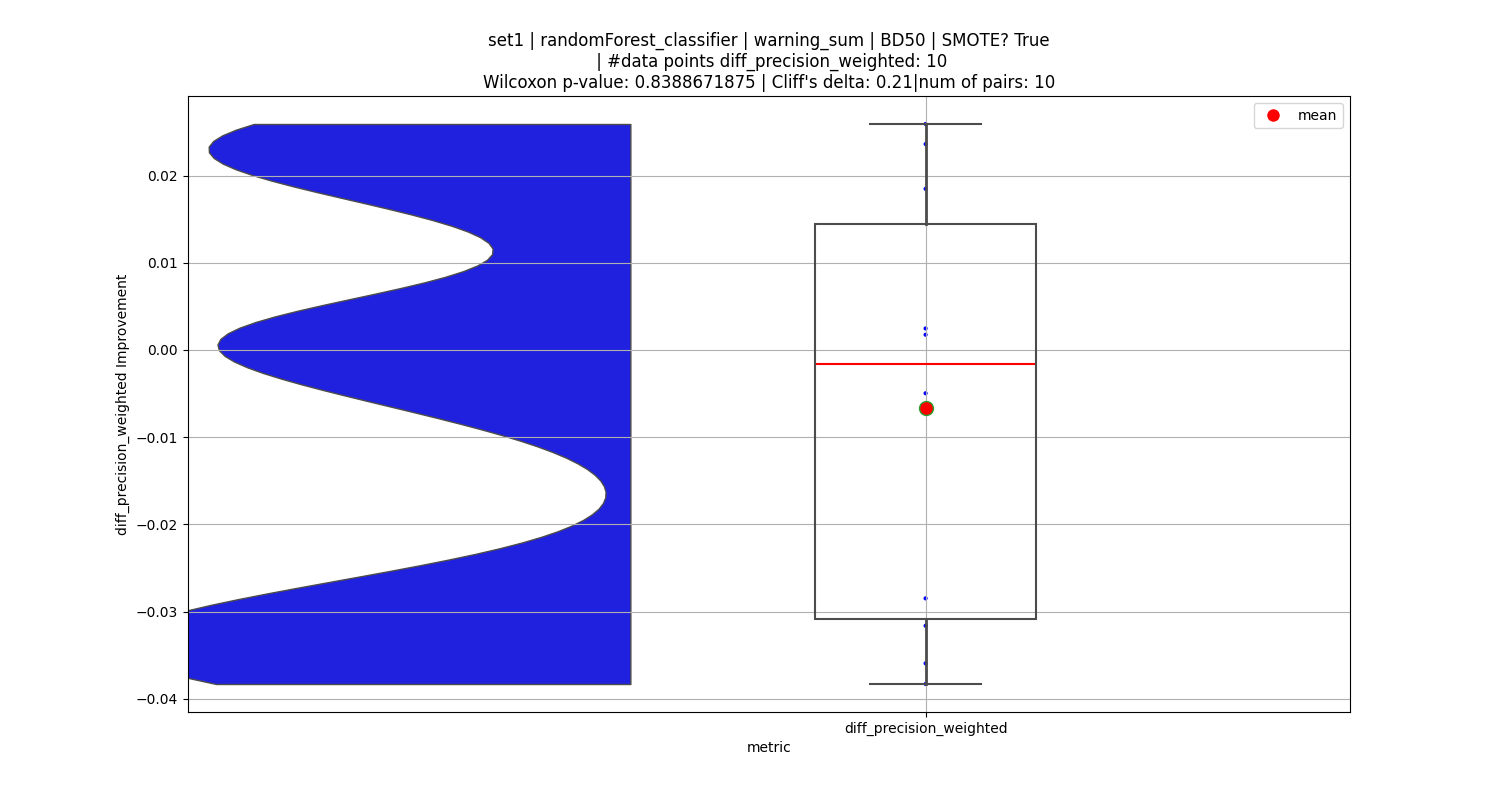 set1 | randomForest_classifier | warning_sum | BD50 | SMOTE? True
| #data points diff_precision_weighted: 10
Wilcoxon p-value: 0.8388671875 | Cliff's delta: 0.21|num of pairs: 10
mean
0.02
0.01
0.00
−0.01
−0.02
−0.03
−0.04
diff_precision_weighted Improvement
diff_precision_weighted
metric